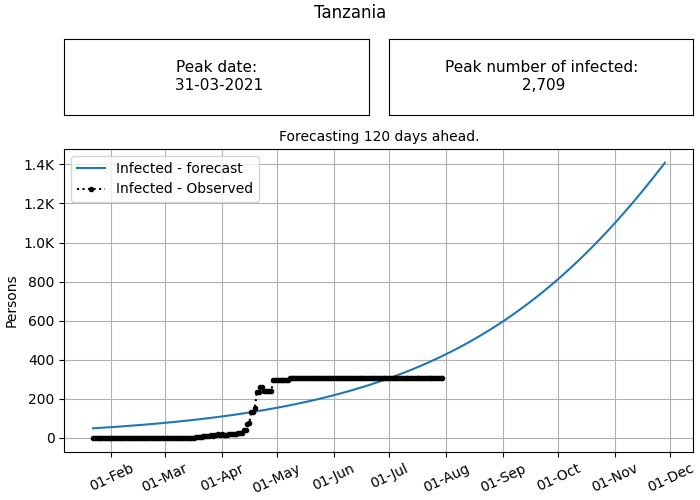 Tanzania
Peak date:
31-03-2021
Peak number of infected:
2,709
Forecasting 120 days ahead.
Infected - forecast
Infected - Observed
1.4K
1.2K
1.0K
800
600
400
200
0
Persons
01-Feb
01-Mar
01-Apr
01-May
01-Jun
01-Jul
01-Aug
01-Sep
01-Oct
01-Nov
01-Dec